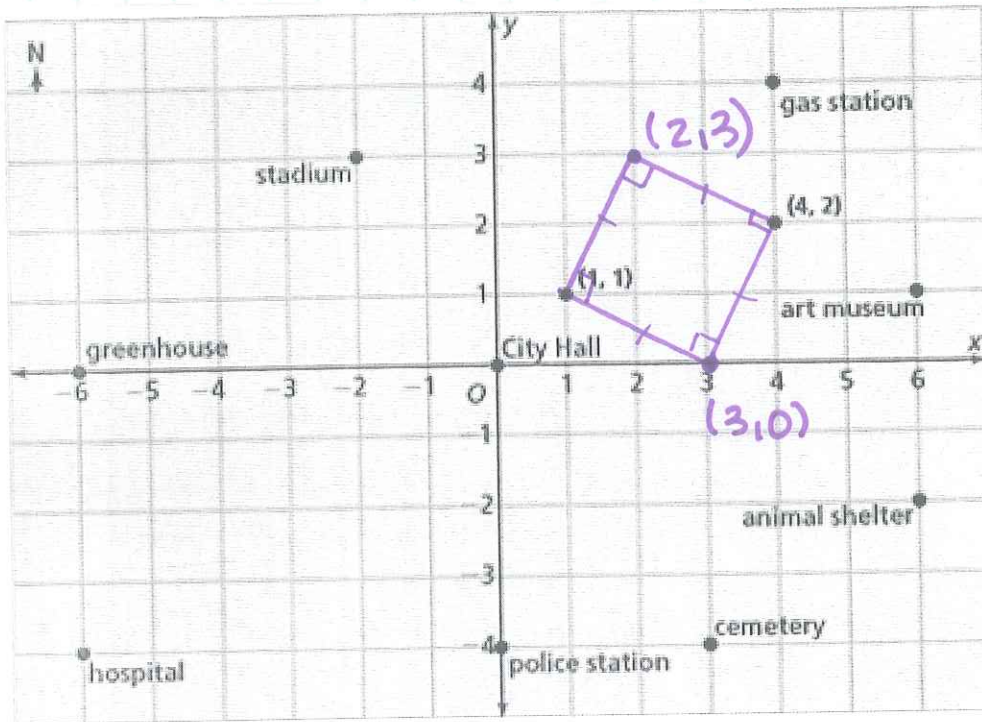 N
y
4
gas station
(2,3)
3
stadium
(4, 2)
2
(1, 1)
1
art museum
greenhouse
City Hall
x
-6 -5 -4 -3 -2 -1 O 1 2 3 4 5 6
(3,0)
-1
-2
animal shelter
-3
cemetery
-4
police station
hospital